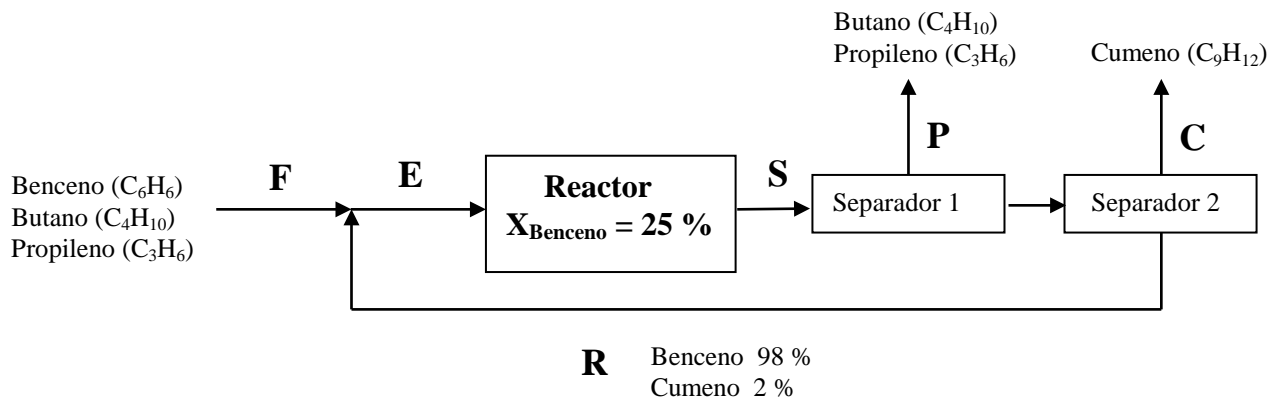 Butano (C₄H₁₀)
Propileno (C₃H₆)
Cumeno (C₉H₁₂)
P
C
Benceno (C₆H₆)
Butano (C₄H₁₀)
Propileno (C₃H₆)
F
E
Reactor
X_Benceno = 25 %
S
Separador 1
Separador 2
R
Benceno 98 %
Cumeno 2 %